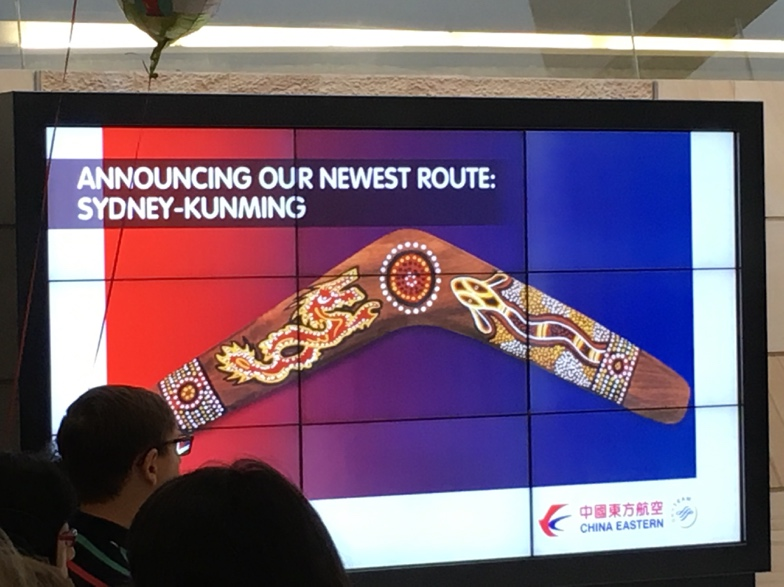 ANNOUNCING OUR NEWEST ROUTE:
SYDNEY-KUNMING
中國東方航空
CHINA EASTERN